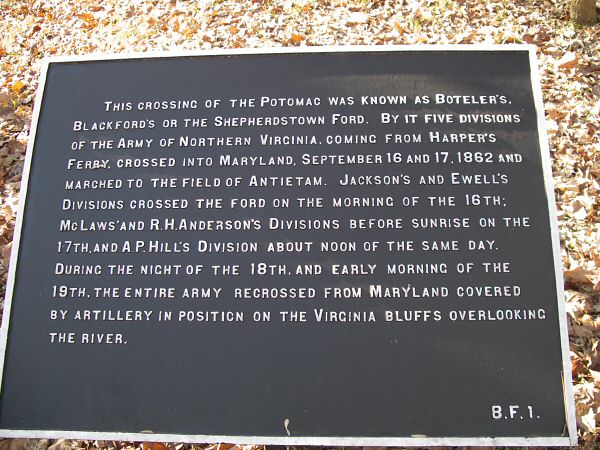 This crossing of the Potomac was known as Boteler's,
Blackford's or the Shepherdstown Ford. By it five divisions
of the Army of Northern Virginia, coming from Harper's
Ferry, crossed into Maryland, September 16 and 17, 1862 and
marched to the field of Antietam. Jackson's and Ewell's
Divisions crossed the ford on the morning of the 16th;
McLaws' and R.H. Anderson's Divisions before sunrise on the
17th, and A.P. Hill's Division about noon of the same day.
During the night of the 18th, and early morning of the
19th, the entire army recrossed from Maryland covered
by artillery in position on the Virginia bluffs overlooking
the river.
B.F. 1.